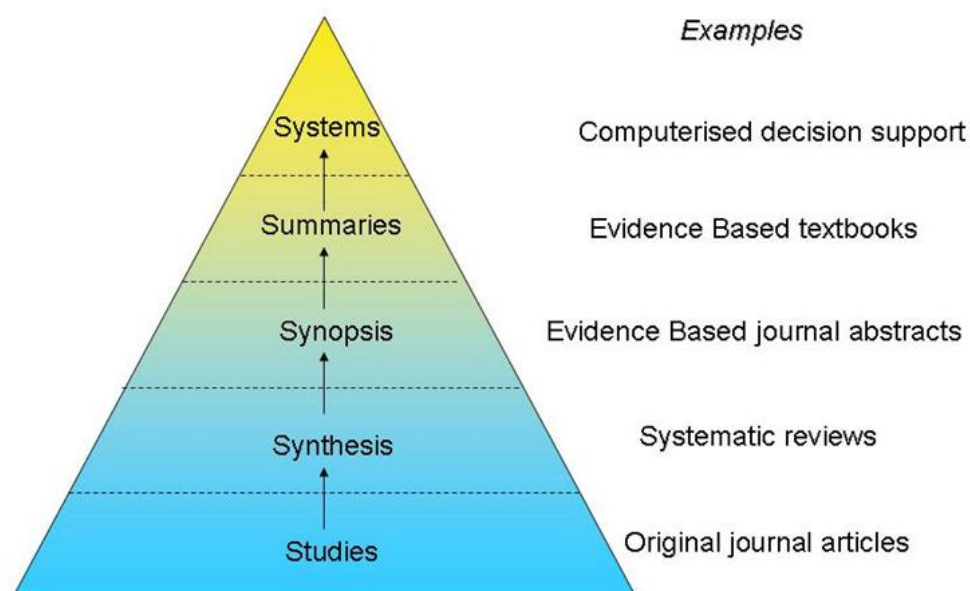 Examples
Systems
Computerised decision support
Summaries
Evidence Based textbooks
Synopsis
Evidence Based journal abstracts
Synthesis
Systematic reviews
Studies
Original journal articles